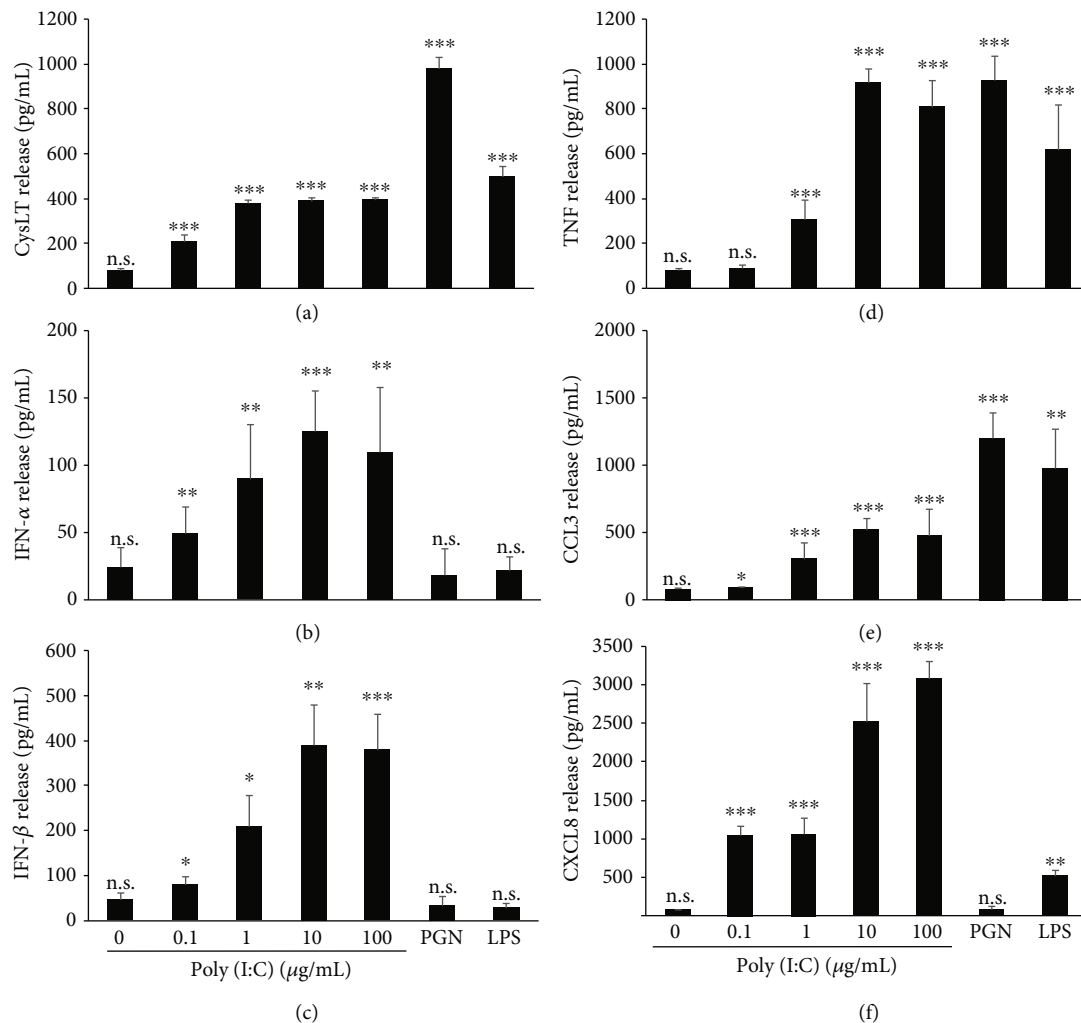 CysLT release (pg/mL)
1200
1000
800
600
400
200
0
n.s. *** *** *** *** *** ***
(a)
IFN-α release (pg/mL)
200
150
100
50
0
n.s. ** ** *** ** n.s. n.s.
(b)
IFN-β release (pg/mL)
600
500
400
300
200
100
0
n.s. * * ** *** n.s. n.s.
0 0.1 1 10 100 PGN LPS
Poly (I:C) (μg/mL)
(c)
TNF release (pg/mL)
1200
1000
800
600
400
200
0
n.s. n.s. *** *** *** *** ***
(d)
CCL3 release (pg/mL)
2000
1500
1000
500
0
n.s. * *** *** *** *** **
(e)
CXCL8 release (pg/mL)
3500
3000
2500
2000
1500
1000
500
n.s. *** *** *** *** n.s. **
0 0.1 1 10 100 PGN LPS
Poly (I:C) (μg/mL)
(f)